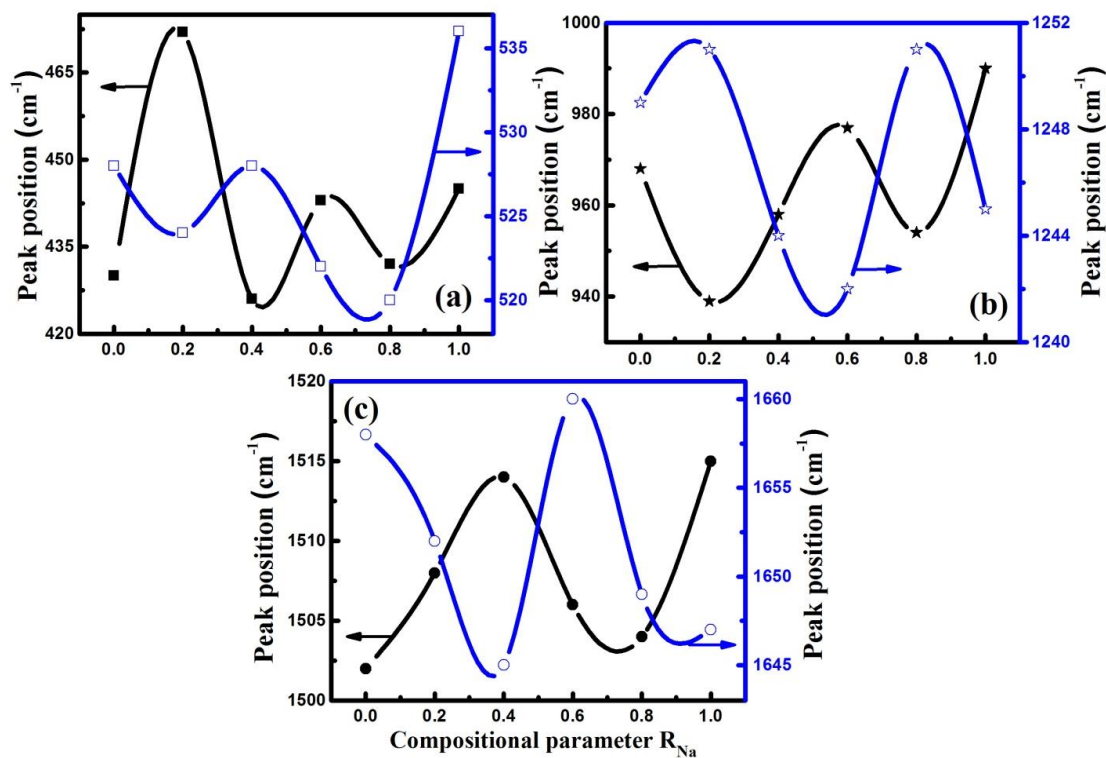 465
450
435
420
Peak position (cm-1)
535
530
525
520
Peak position (cm-1)
(a)
0.0 0.2 0.4 0.6 0.8 1.0
1000
980
960
940
Peak position (cm-1)
1252
1248
1244
1240
Peak position (cm-1)
(b)
0.0 0.2 0.4 0.6 0.8 1.0
(c)
1520
1515
1510
1505
1500
Peak position (cm-1)
1660
1655
1650
1645
Peak position (cm-1)
0.0 0.2 0.4 0.6 0.8 1.0
Compositional parameter RNa